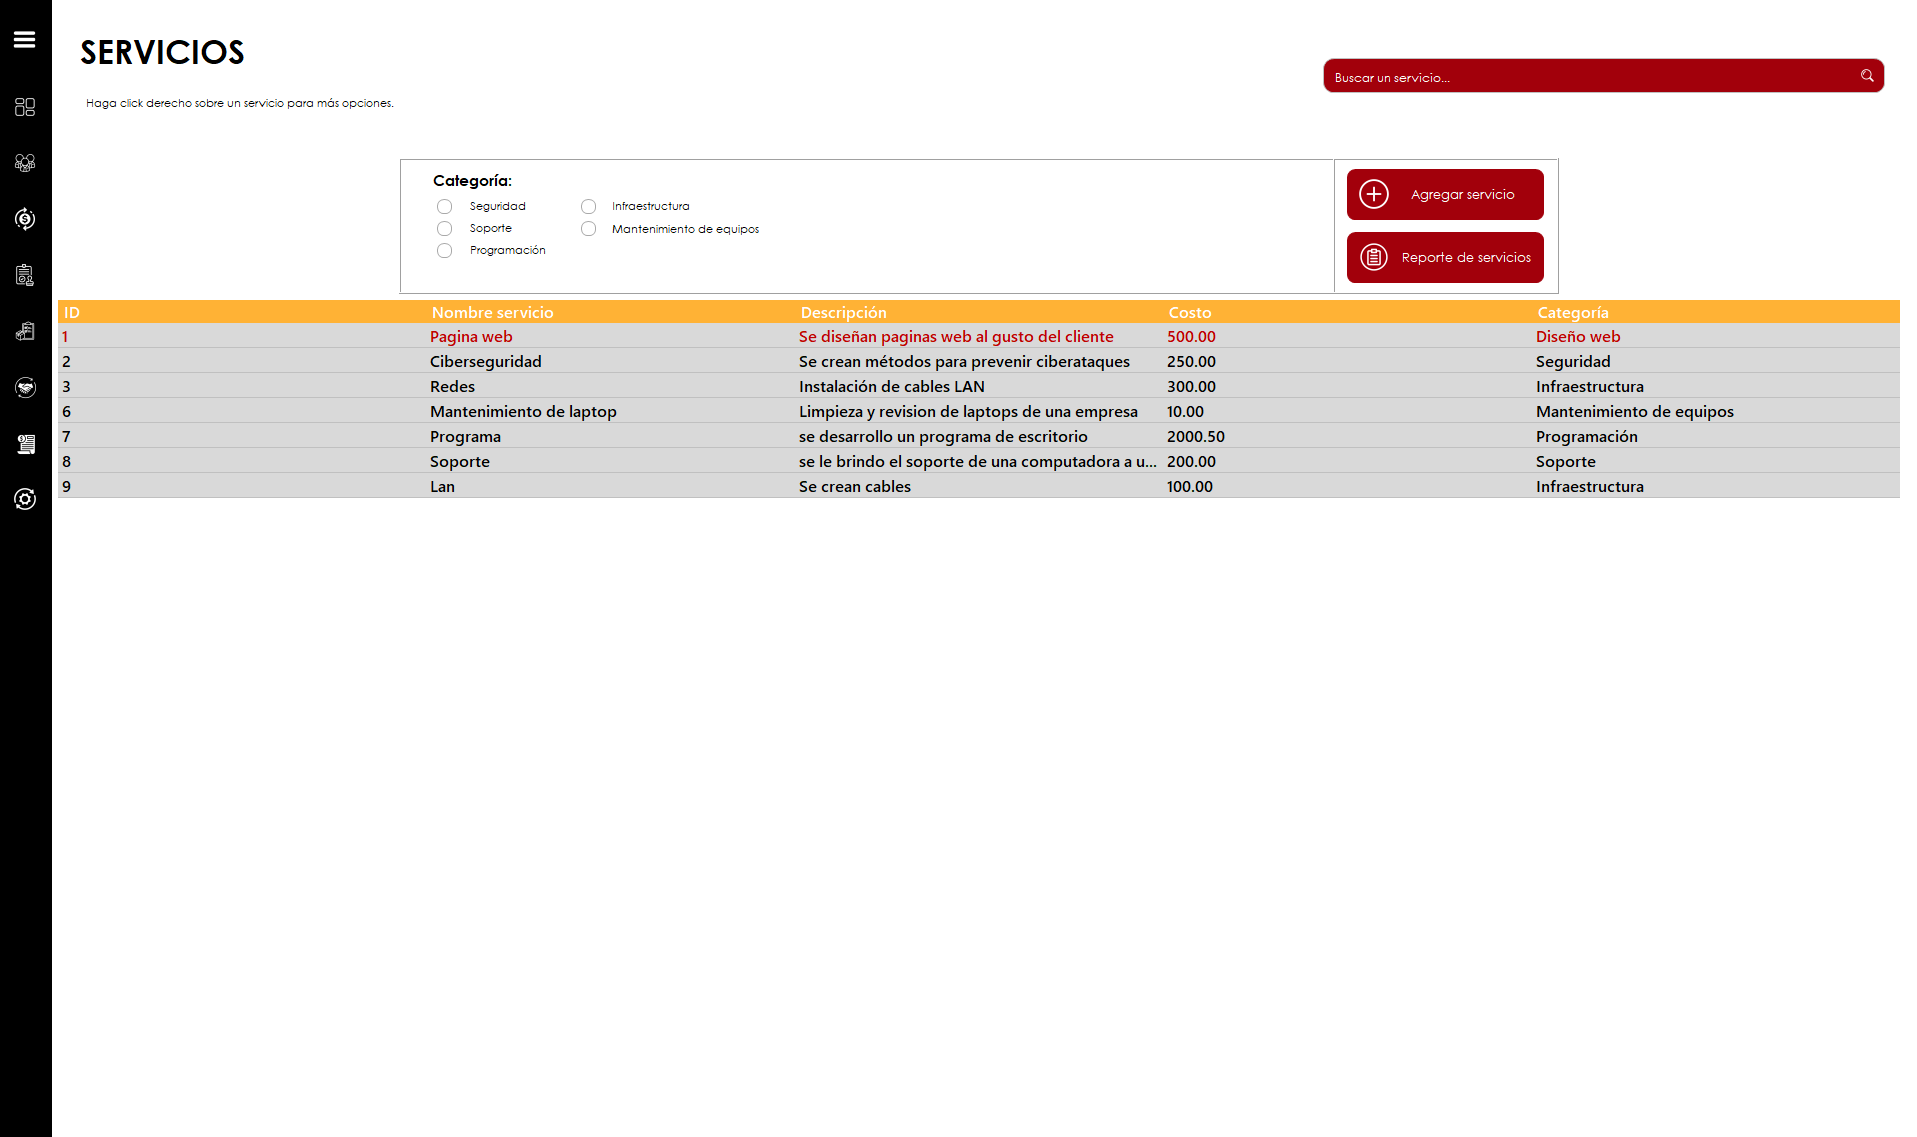 SERVICIOS
Buscar un servicio...
Haga click derecho sobre un servicio para más opciones.
Categoría:
Seguridad Infraestructura
Soporte Mantenimiento de equipos
Programación
Agregar servicio
Reporte de servicios
ID Nombre servicio Descripción Costo Categoría
1 Pagina web Se diseñan paginas web al gusto del cliente 500.00 Diseño web
2 Ciberseguridad Se crean métodos para prevenir ciberataques 250.00 Seguridad
3 Redes Instalación de cables LAN 300.00 Infraestructura
6 Mantenimiento de laptop Limpieza y revision de laptops de una empresa 10.00 Mantenimiento de equipos
7 Programa se desarrollo un programa de escritorio 2000.50 Programación
8 Soporte se le brindo el soporte de una computadora a u... 200.00 Soporte
9 Lan Se crean cables 100.00 Infraestructura